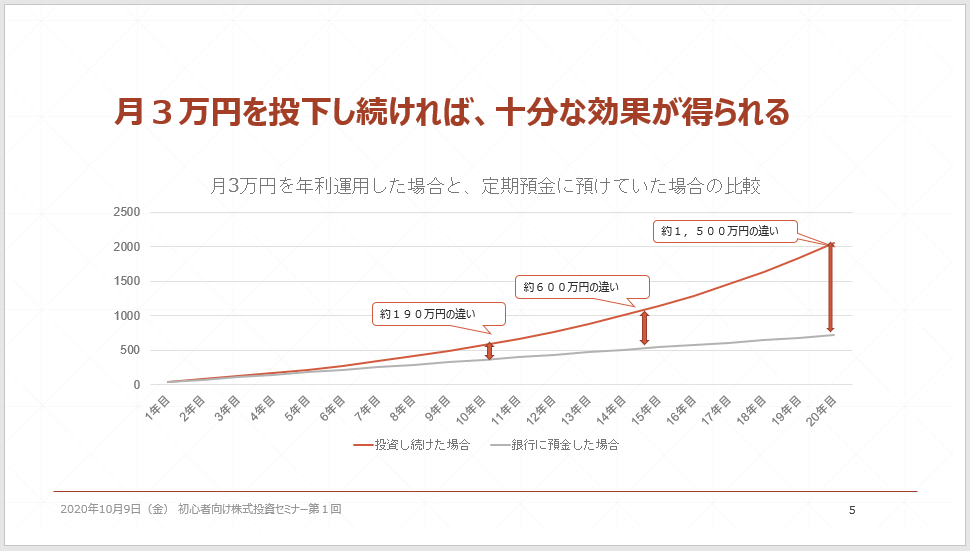 月３万円を投下し続ければ、十分な効果が得られる
月3万円を年利運用した場合と、定期預金に預けていた場合の比較
2500
2000
1500
1000
500
0
約１，５００万円の違い
約６００万円の違い
約１９０万円の違い
1年目
2年目
3年目
4年目
5年目
6年目
7年目
8年目
9年目
10年目
11年目
12年目
13年目
14年目
15年目
16年目
17年目
18年目
19年目
20年目
投資し続けた場合
銀行に預金した場合
2020年10月9日（金） 初心者向け株式投資セミナー第１回
5